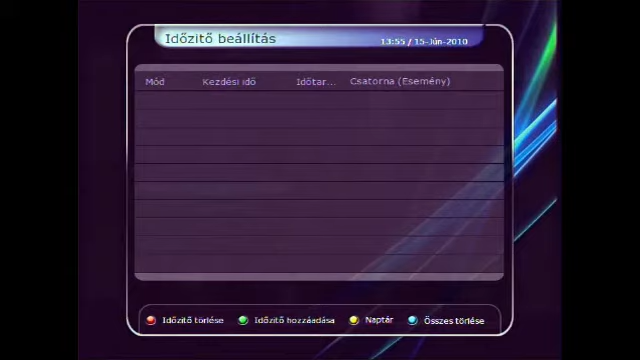 Időzítő beállítás
13:55 / 15-Jún-2010
Mód Kezdési idő Időtar... Csatorna (Esemény)
Időzítő törlése Időzítő hozzáadása Naptár Összes törlése